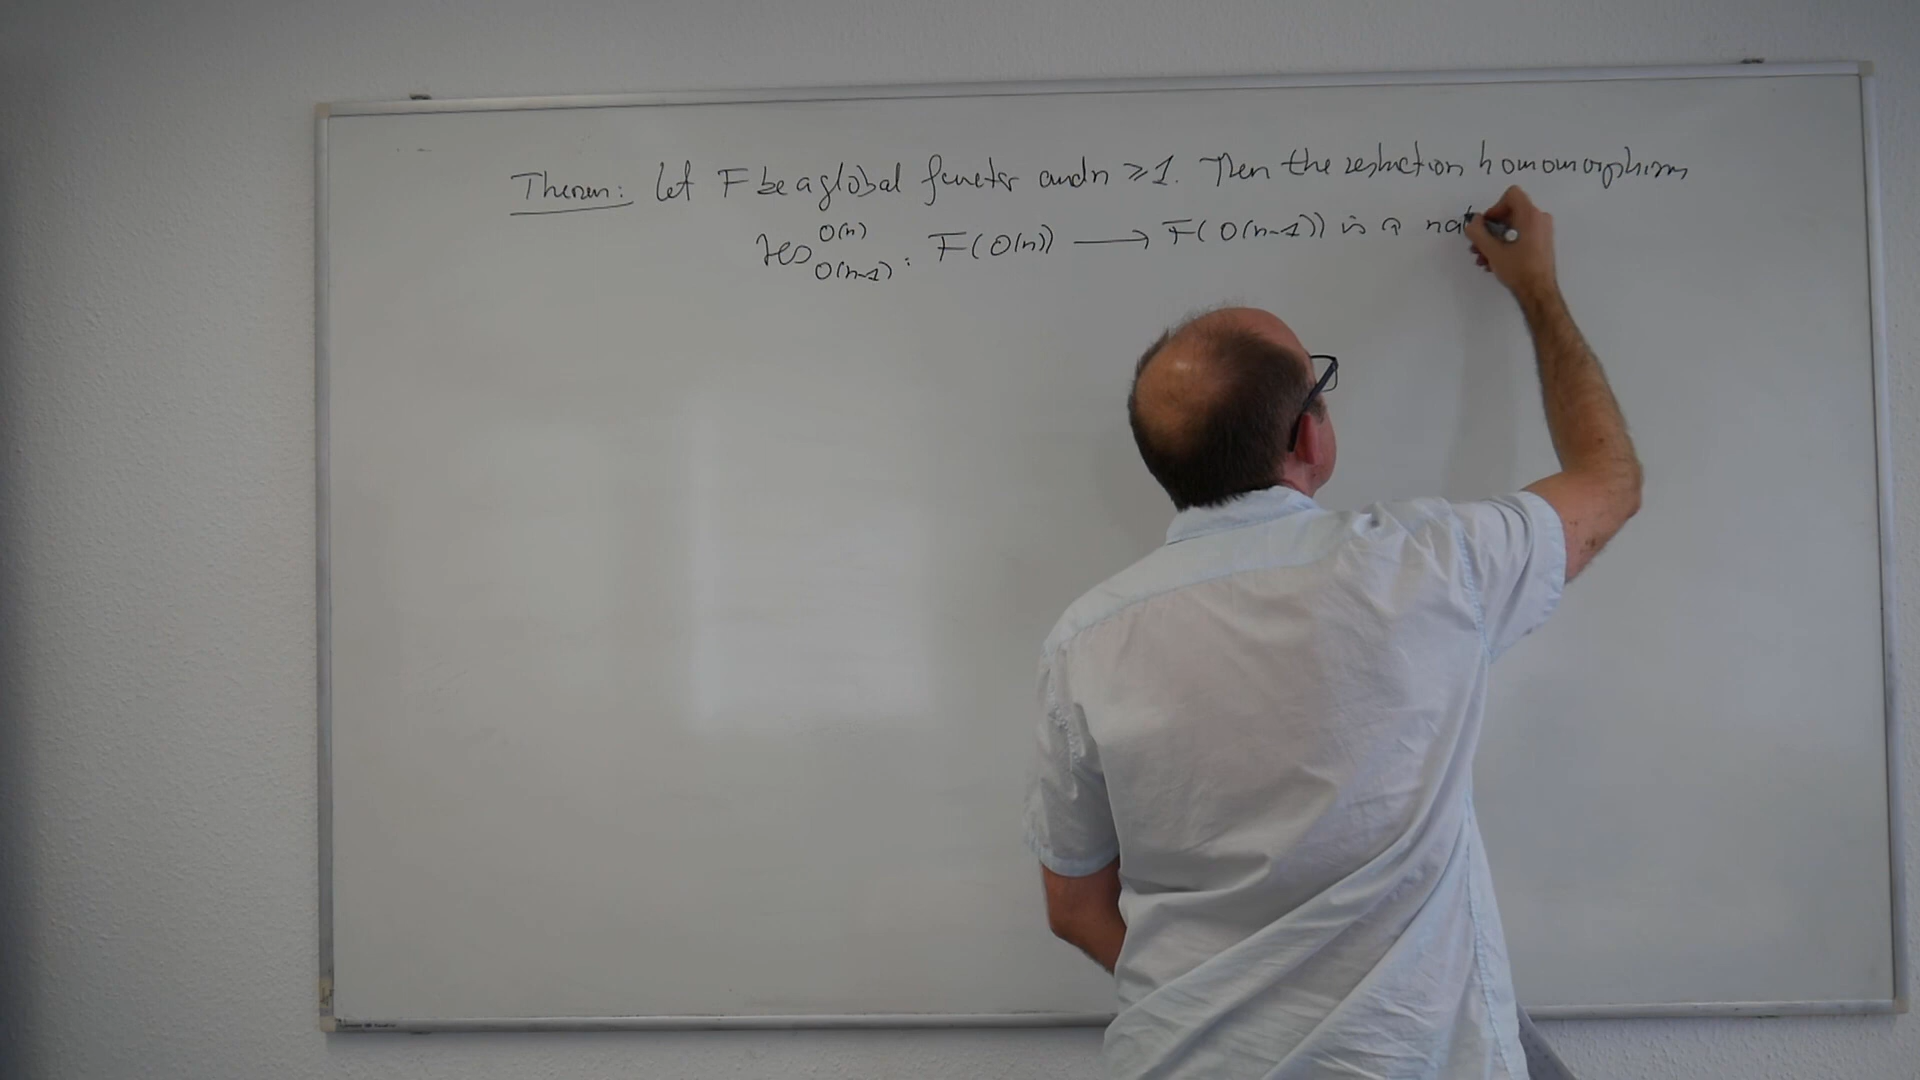 Theorem: Let F be a global functor and n ≥ 1. Then the restriction homomorphism
res^{O(n)}_{O(n-1)} : F(O(n)) ⟶ F(O(n-1)) is a nat